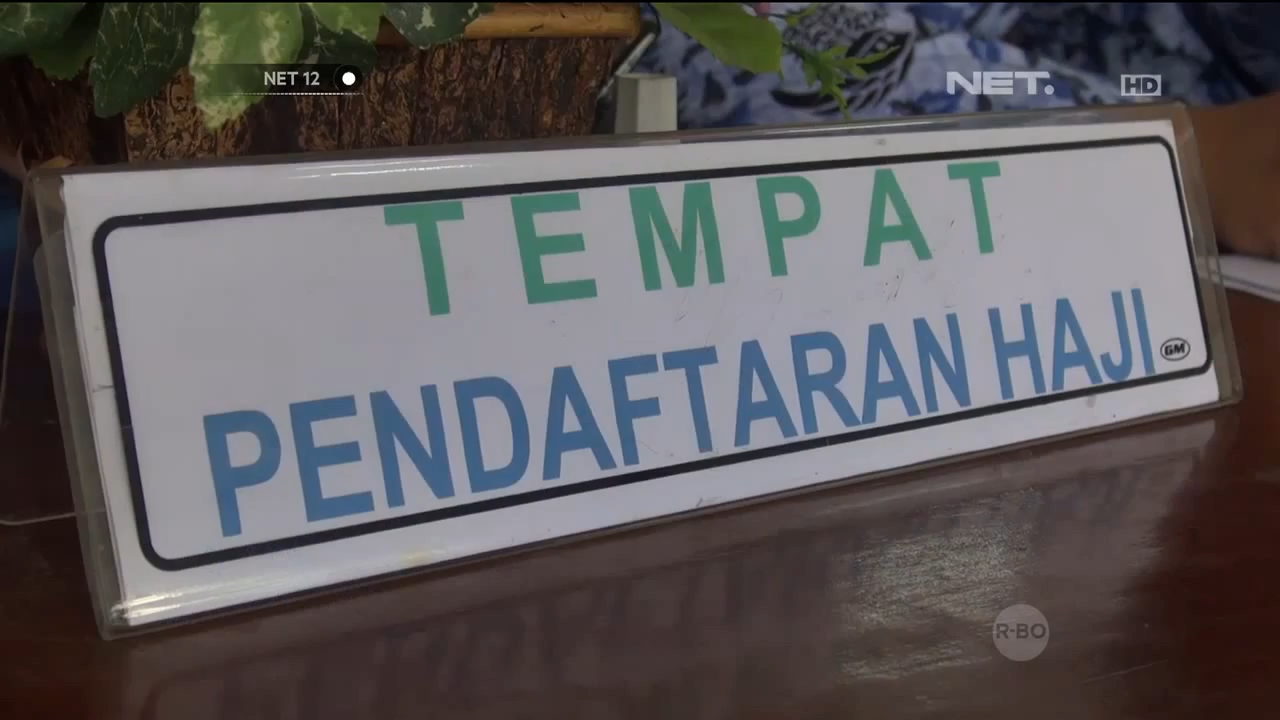 NET 12
NET.
HD
TEMPAT
PENDAFTARAN HAJI
GM
R-BO